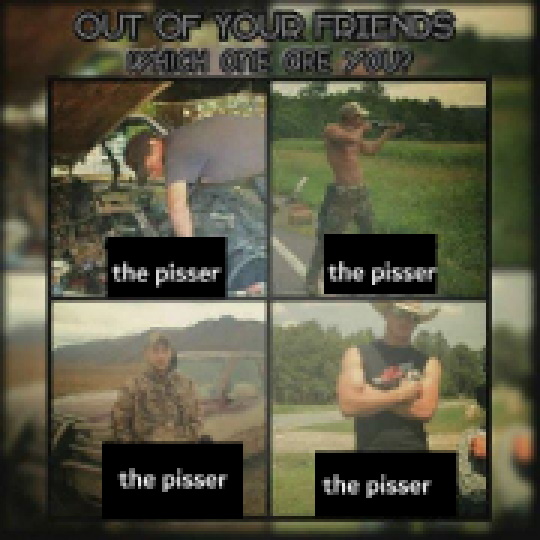 OUT OF YOUR FRIENDS
WHICH ONE ARE YOU?
the pisser
the pisser
the pisser
the pisser